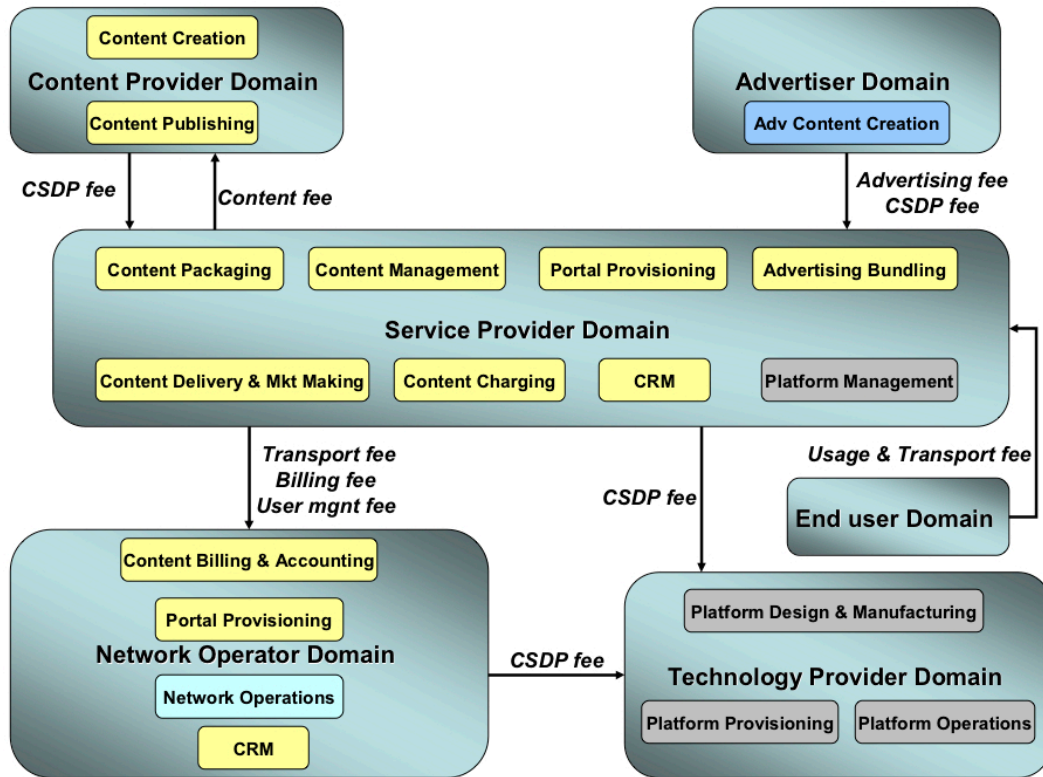 Content Creation
Content Provider Domain
Content Publishing
Advertiser Domain
Adv Content Creation
CSDP fee
Content fee
Advertising fee
CSDP fee
Content Packaging
Content Management
Portal Provisioning
Advertising Bundling
Service Provider Domain
Content Delivery & Mkt Making
Content Charging
CRM
Platform Management
Transport fee
Billing fee
User mgnt fee
CSDP fee
Usage & Transport fee
End user Domain
Content Billing & Accounting
Portal Provisioning
Network Operator Domain
Network Operations
CRM
CSDP fee
Platform Design & Manufacturing
Technology Provider Domain
Platform Provisioning
Platform Operations